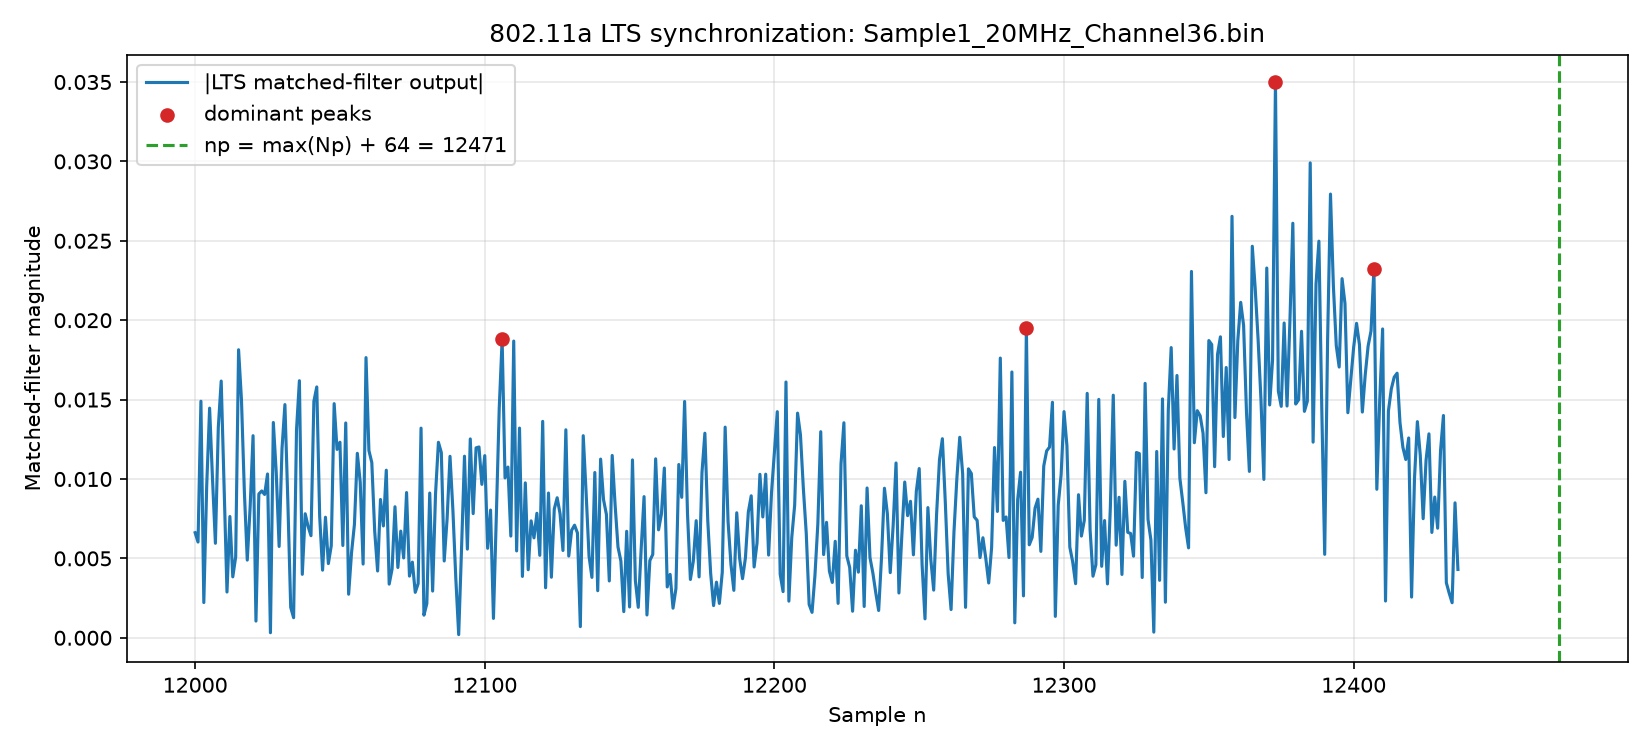 802.11a LTS synchronization: Sample1_20MHz_Channel36.bin
|LTS matched-filter output|
dominant peaks
np = max(Np) + 64 = 12471
Matched-filter magnitude
0.035
0.030
0.025
0.020
0.015
0.010
0.005
0.000
12000 12100 12200 12300 12400
Sample n